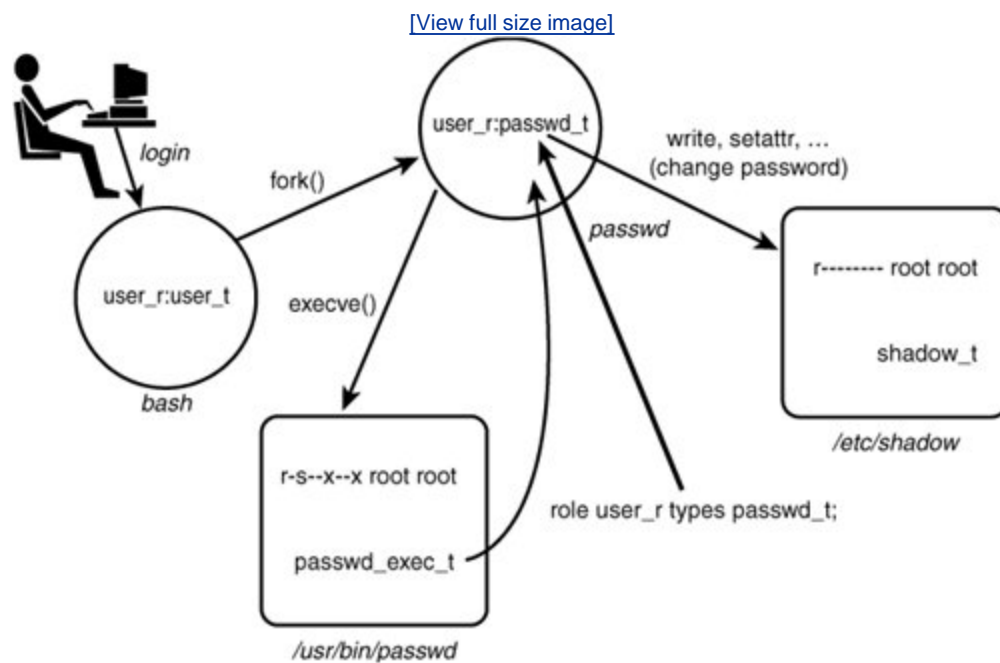 [View full size image]
login
fork()
user_r:passwd_t
write, setattr, ...
(change password)
passwd
user_r:user_t
bash
execve()
r-------- root root
shadow_t
/etc/shadow
r-s--x--x root root
passwd_exec_t
/usr/bin/passwd
role user_r types passwd_t;